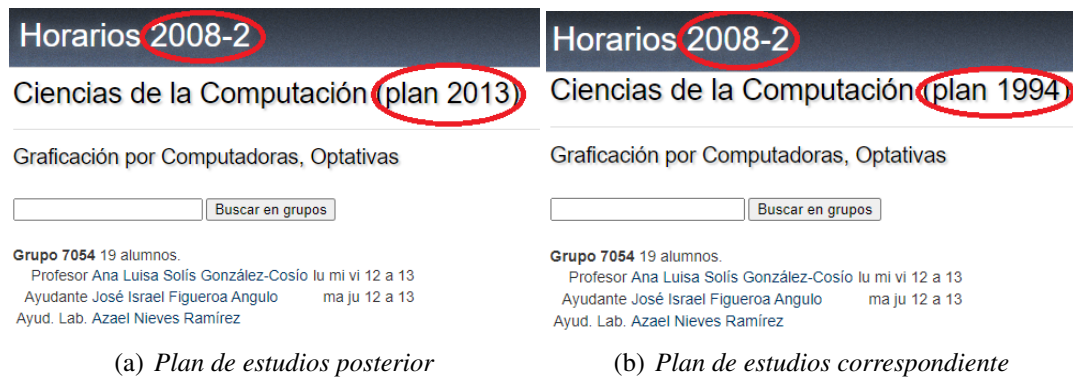 Horarios 2008-2
Ciencias de la Computación (plan 2013)
Graficación por Computadoras, Optativas
Buscar en grupos
Grupo 7054 19 alumnos.
Profesor Ana Luisa Solís González-Cosío lu mi vi 12 a 13
Ayudante José Israel Figueroa Angulo ma ju 12 a 13
Ayud. Lab. Azael Nieves Ramírez
(a) Plan de estudios posterior
Horarios 2008-2
Ciencias de la Computación (plan 1994)
Graficación por Computadoras, Optativas
Buscar en grupos
Grupo 7054 19 alumnos.
Profesor Ana Luisa Solís González-Cosío lu mi vi 12 a 13
Ayudante José Israel Figueroa Angulo ma ju 12 a 13
Ayud. Lab. Azael Nieves Ramírez
(b) Plan de estudios correspondiente